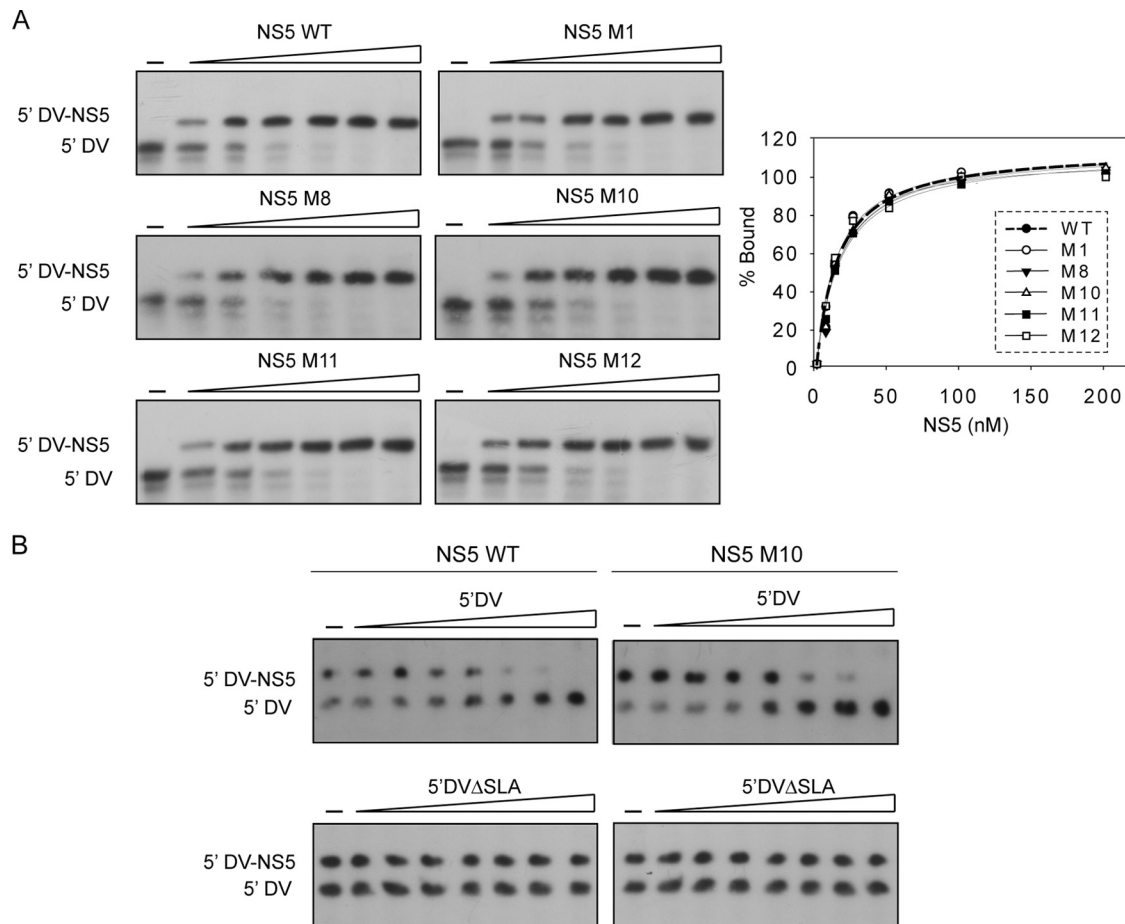 A
NS5 WT
NS5 M1
5' DV-NS5
5' DV
NS5 M8
NS5 M10
5' DV-NS5
5' DV
NS5 M11
NS5 M12
5' DV-NS5
5' DV
120
100
80
60
40
20
0
% Bound
WT
M1
M8
M10
M11
M12
0 50 100 150 200
NS5 (nM)
B
NS5 WT
NS5 M10
5'DV
5'DV
5' DV-NS5
5' DV
5'DVΔSLA
5'DVΔSLA
5' DV-NS5
5' DV